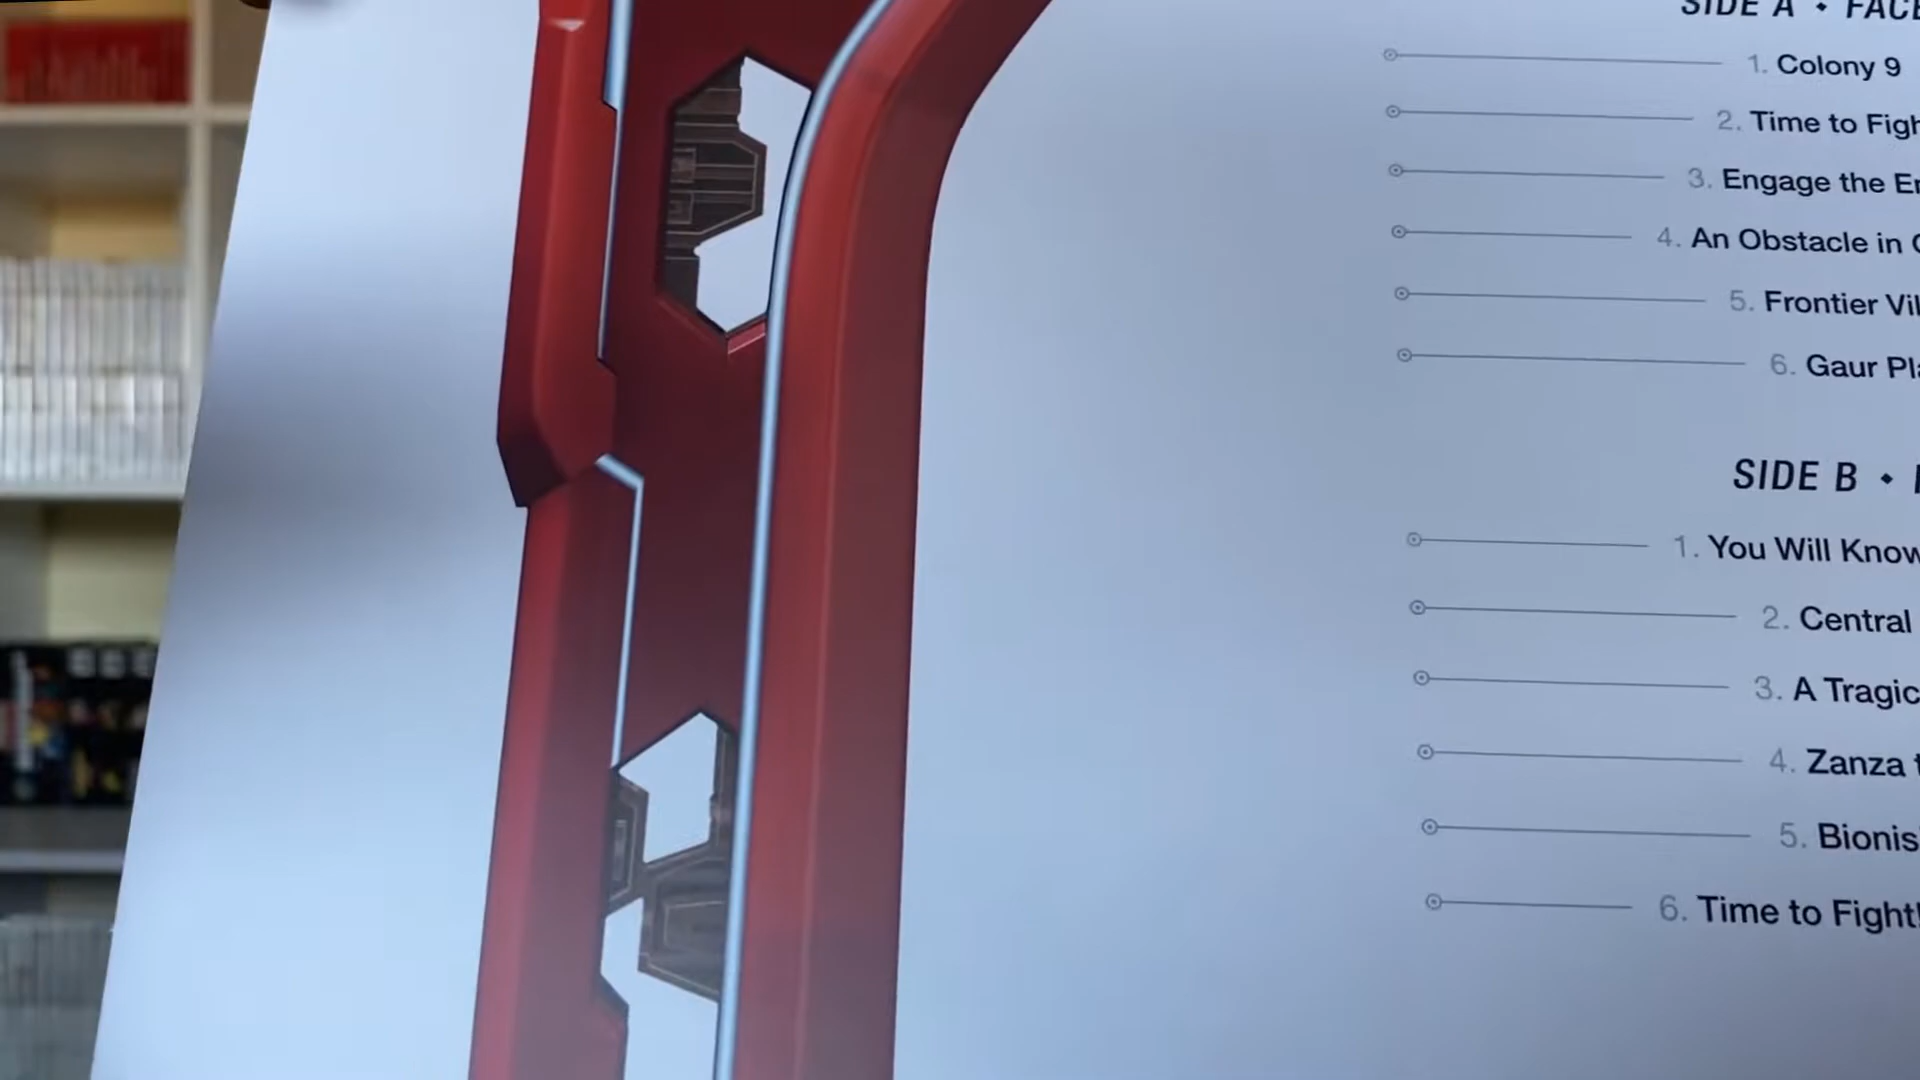 SIDE A • FACE
1. Colony 9
2. Time to Figh
3. Engage the En
4. An Obstacle in
5. Frontier Vil
6. Gaur Pla
SIDE B •
1. You Will Know
2. Central
3. A Tragic
4. Zanza t
5. Bionis
6. Time to Fight!